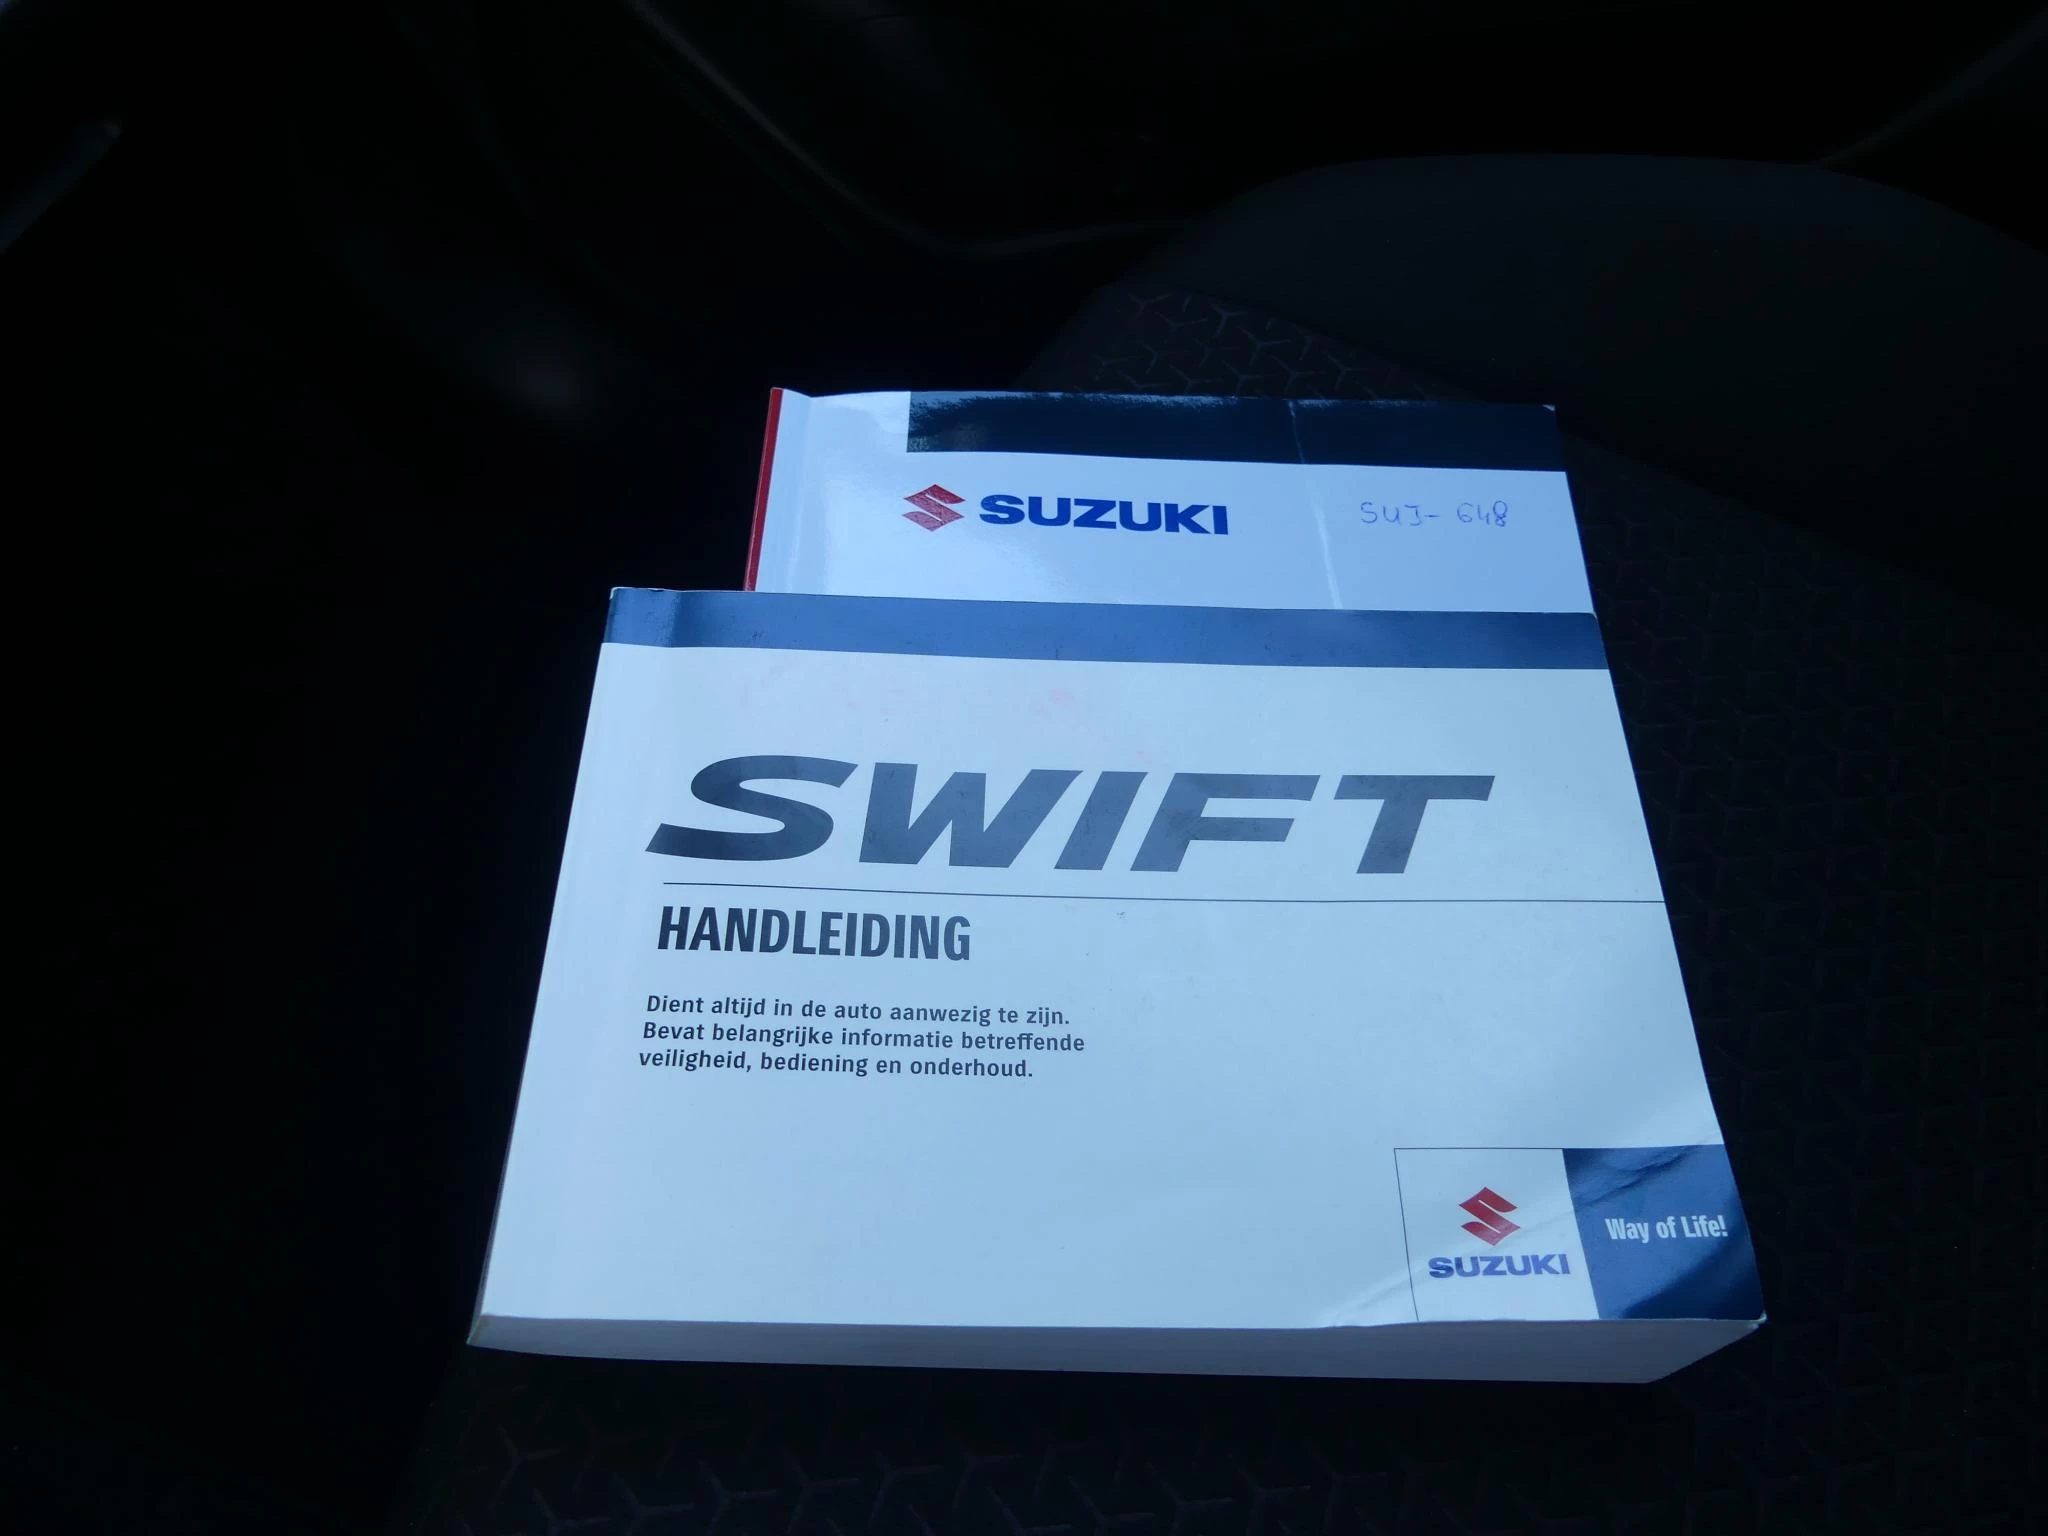 SUZUKI
SUJ-648
SWIFT
HANDLEIDING
Dient altijd in de auto aanwezig te zijn.
Bevat belangrijke informatie betreffende
veiligheid, bediening en onderhoud.
SUZUKI
Way of Life!